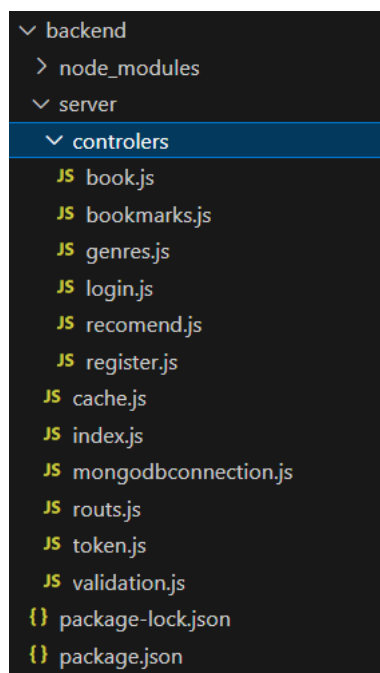 backend
node_modules
server
controlers
JS book.js
JS bookmarks.js
JS genres.js
JS login.js
JS recomend.js
JS register.js
JS cache.js
JS index.js
JS mongodbconnection.js
JS routs.js
JS token.js
JS validation.js
{} package-lock.json
{} package.json